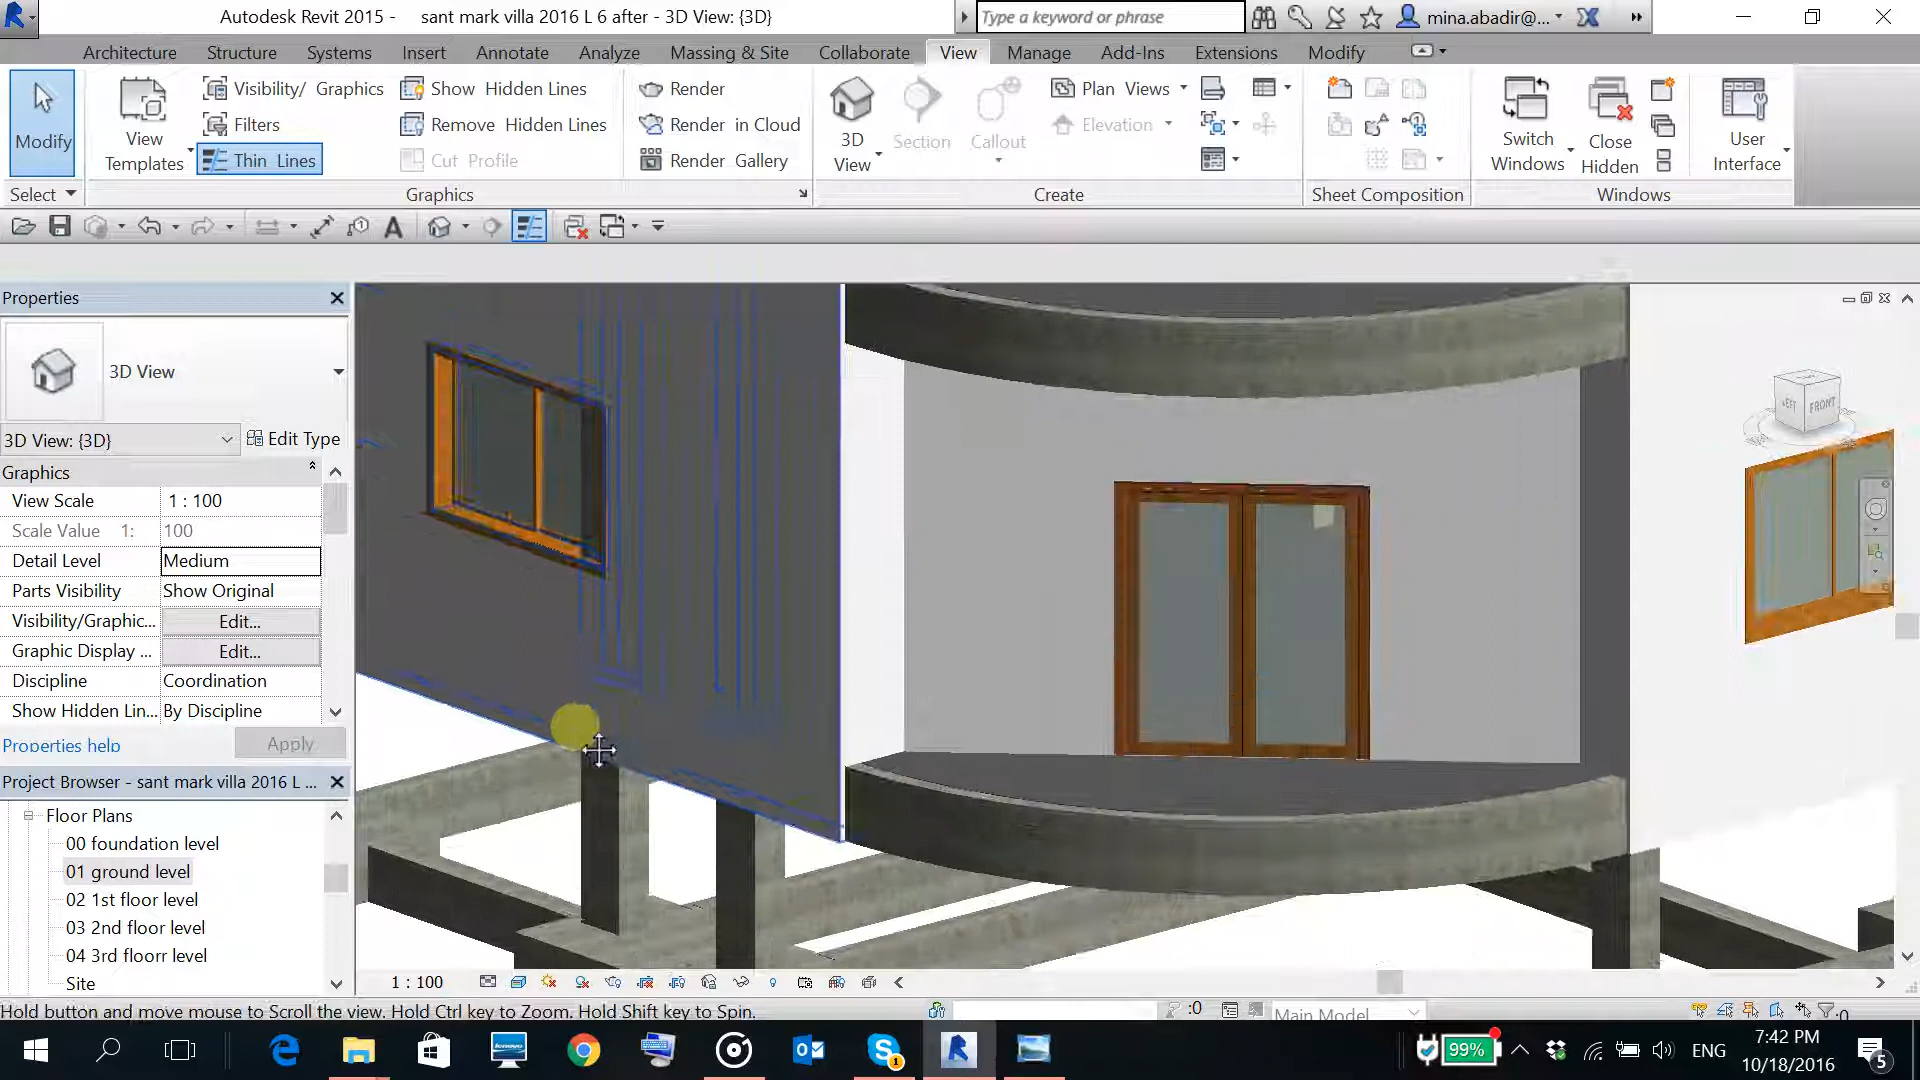 Autodesk Revit 2015 -     sant mark villa 2016 L 6 after - 3D View: {3D}
Type a keyword or phrase
mina.abadir@...
Architecture
Structure
Systems
Insert
Annotate
Analyze
Massing & Site
Collaborate
View
Manage
Add-Ins
Extensions
Modify
Modify
View
Templates
Visibility/ Graphics
Filters
Thin Lines
Show Hidden Lines
Remove Hidden Lines
Cut Profile
Render
Render in Cloud
Render Gallery
3D
View
Section
Callout
Plan Views
Elevation
Switch
Windows
Close
Hidden
User
Interface
Select
Graphics
Create
Sheet Composition
Windows
Properties
3D View
3D View: {3D}
Edit Type
Graphics
View Scale 1 : 100
Scale Value 1: 100
Detail Level Medium
Parts Visibility Show Original
Visibility/Graphic... Edit...
Graphic Display ... Edit...
Discipline Coordination
Show Hidden Lin... By Discipline
Properties help
Apply
Project Browser - sant mark villa 2016 L ...
Floor Plans
00 foundation level
01 ground level
02 1st floor level
03 2nd floor level
04 3rd floorr level
Site
LEFT
FRONT
1 : 100
Hold button and move mouse to Scroll the view. Hold Ctrl key to Zoom. Hold Shift key to Spin.
:0
Main Model
:0
1
99%
ENG
7:42 PM
10/18/2016
5